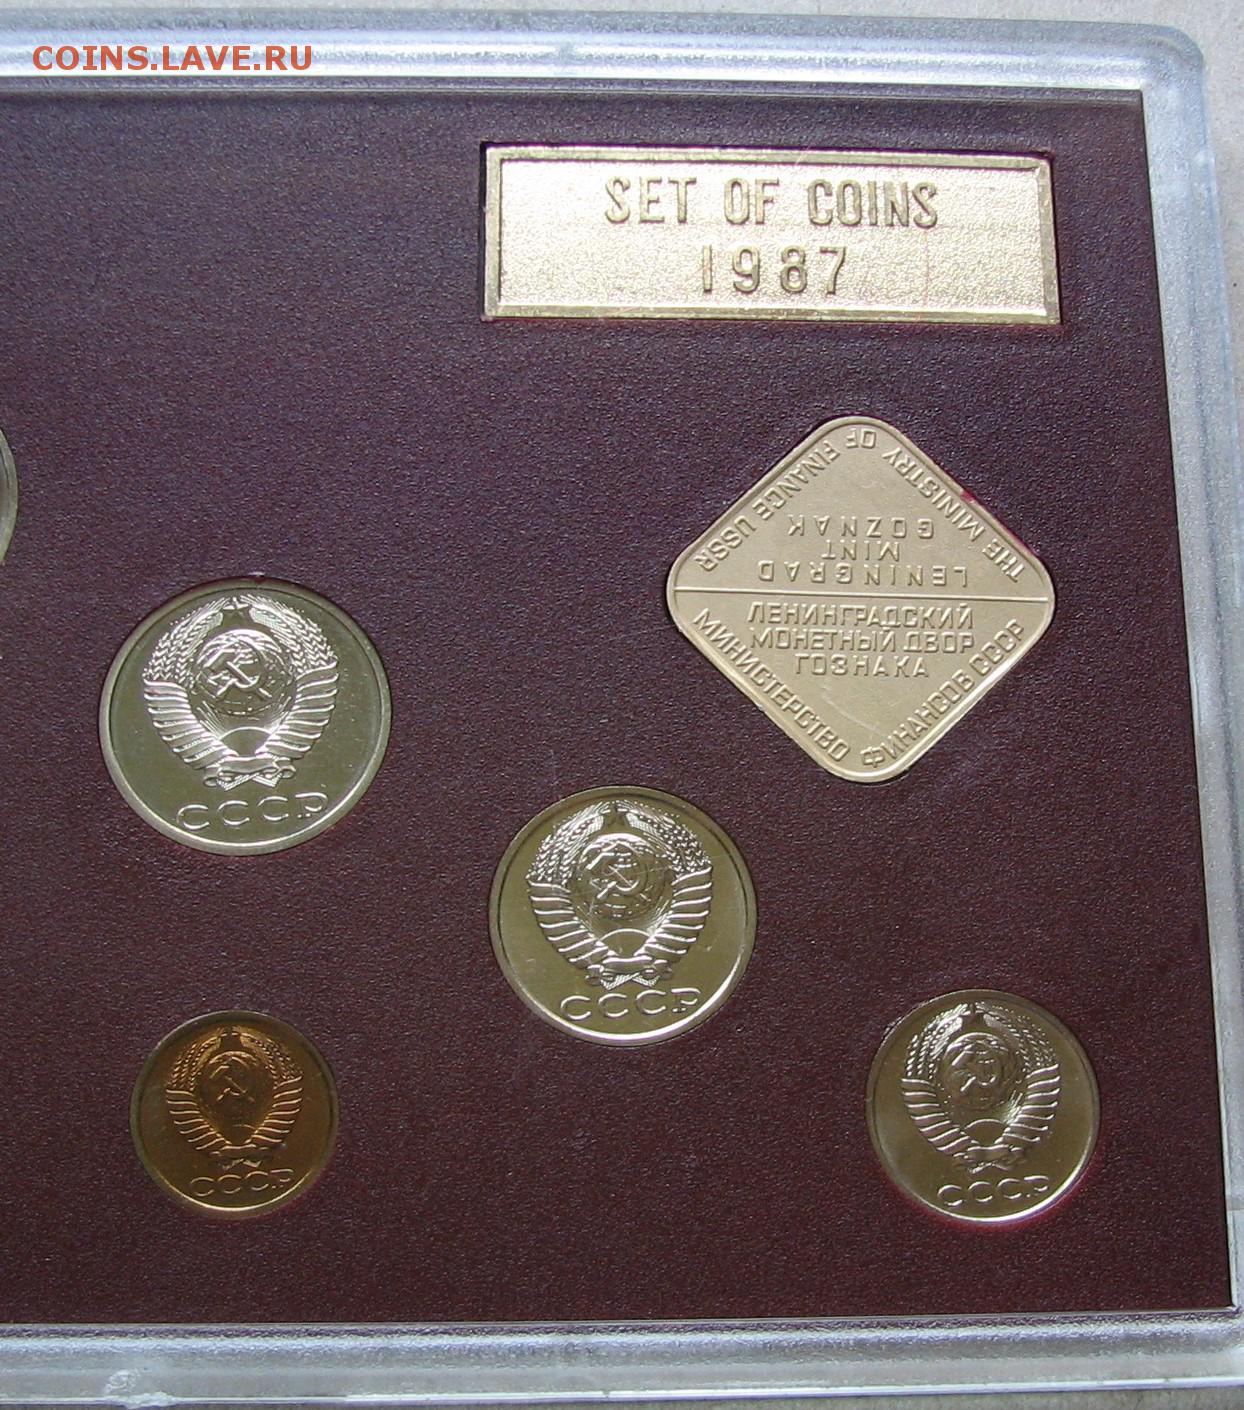 COINS.LAVE.RU
SET OF COINS
1987
THE MINISTRY OF FINANCE USSR
LENINGRAD
MINT
GOZNAK
ЛЕНИНГРАДСКИЙ
МОНЕТНЫЙ ДВОР
ГОЗНАКА
МИНИСТЕРСТВО ФИНАНСОВ СССР
СССР
СССР
СССР
СССР